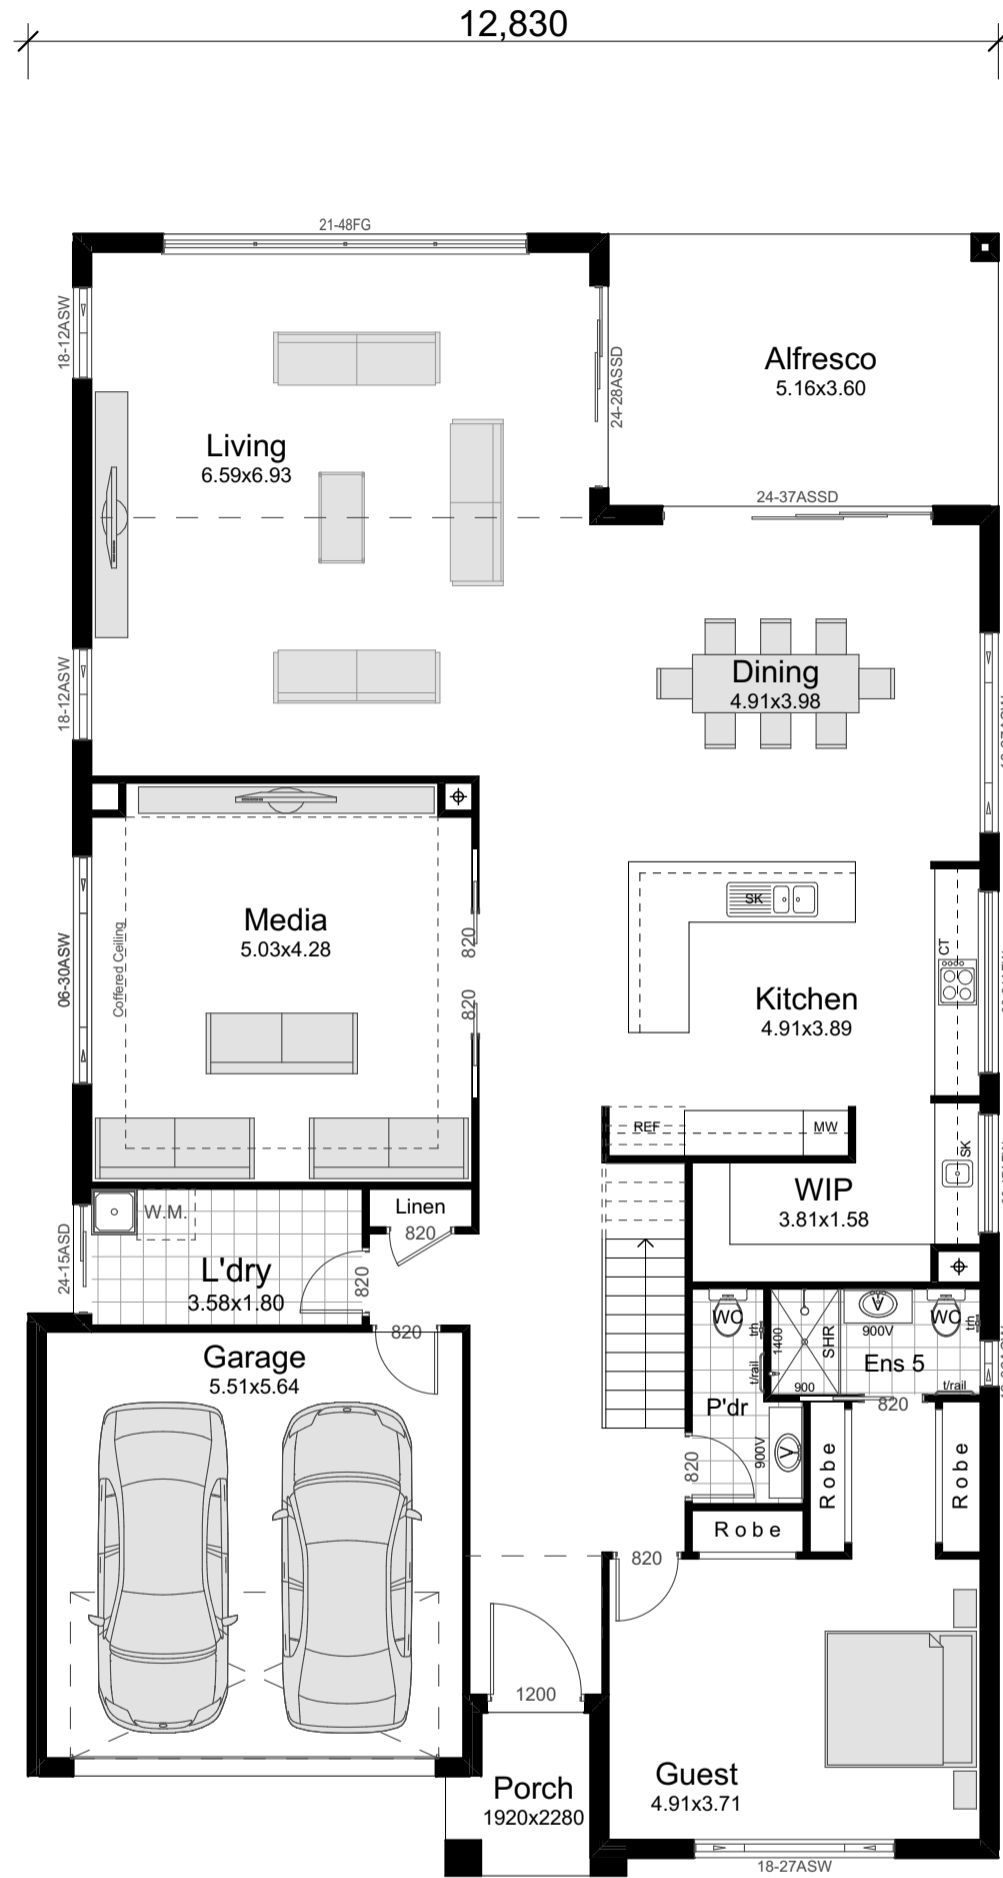 12,830
21-48FG
18-12ASW
24-28ASSD
Alfresco
5.16x3.60
Living
6.59x6.93
24-37ASSD
18-12ASW
Dining
4.91x3.98
Media
5.03x4.28
Coffered Ceiling
06-30ASW
820
820
SK
CT
Kitchen
4.91x3.89
REF
MW
SK
WIP
3.81x1.58
W.M.
Linen
820
24-15ASD
L'dry
3.58x1.80
820
820
Garage
5.51x5.64
WC
trh
1400
SHR
V
900V
WC
trh
Ens 5
t/rail
900
t/rail
820
P'dr
900V
V
820
Robe
Robe
Robe
820
1200
Porch
1920x2280
Guest
4.91x3.71
18-27ASW